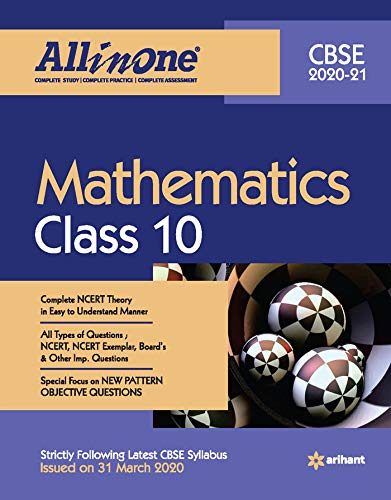 All in one®
COMPLETE STUDY | COMPLETE PRACTICE | COMPLETE ASSESSMENT
CBSE
2020-21
Mathematics
Class 10
Complete NCERT Theory
in Easy to Understand Manner
All Types of Questions ;
NCERT, NCERT Exemplar, Board's
& Other Imp. Questions
Special Focus on NEW PATTERN
OBJECTIVE QUESTIONS
Strictly Following Latest CBSE Syllabus
Issued on 31 March 2020
arihant